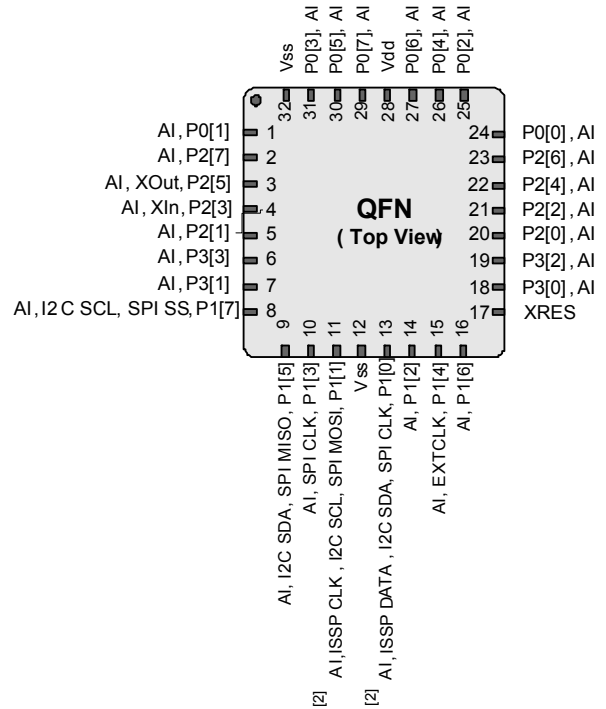 Vss
P0[3], AI
P0[5], AI
P0[7], AI
Vdd
P0[6], AI
P0[4], AI
P0[2], AI
32
31
30
29
28
27
26
25
AI, P0[1] 1
AI, P2[7] 2
AI, XOut, P2[5] 3
AI, XIn, P2[3] 4
AI, P2[1] 5
AI, P3[3] 6
AI, P3[1] 7
AI, I2C SCL, SPI SS, P1[7] 8
QFN
( Top View)
24 P0[0], AI
23 P2[6], AI
22 P2[4], AI
21 P2[2], AI
20 P2[0], AI
19 P3[2], AI
18 P3[0], AI
17 XRES
9
10
11
12
13
14
15
16
AI, I2C SDA, SPI MISO, P1[5]
AI, SPI CLK, P1[3]
[2] AI, ISSP CLK, I2C SCL, SPI MOSI, P1[1]
Vss
[2] AI, ISSP DATA, I2C SDA, SPI CLK, P1[0]
AI, P1[2]
AI, EXTCLK, P1[4]
AI, P1[6]